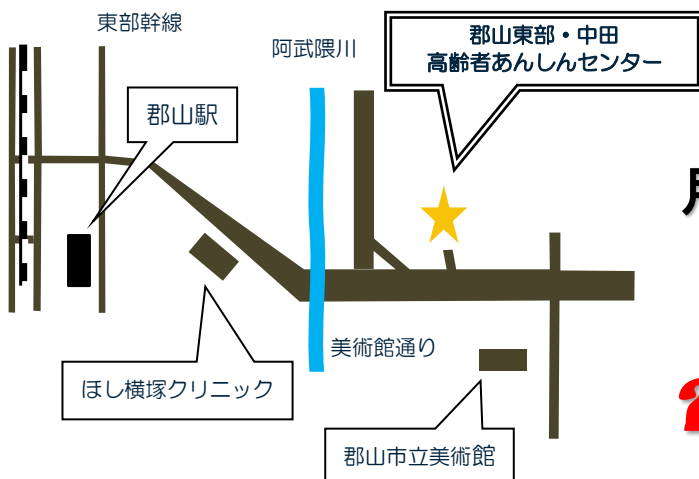 東部幹線
阿武隈川
郡山東部・中田
高齢者あんしんセンター
郡山駅
美術館通り
ほし横塚クリニック
郡山市立美術館